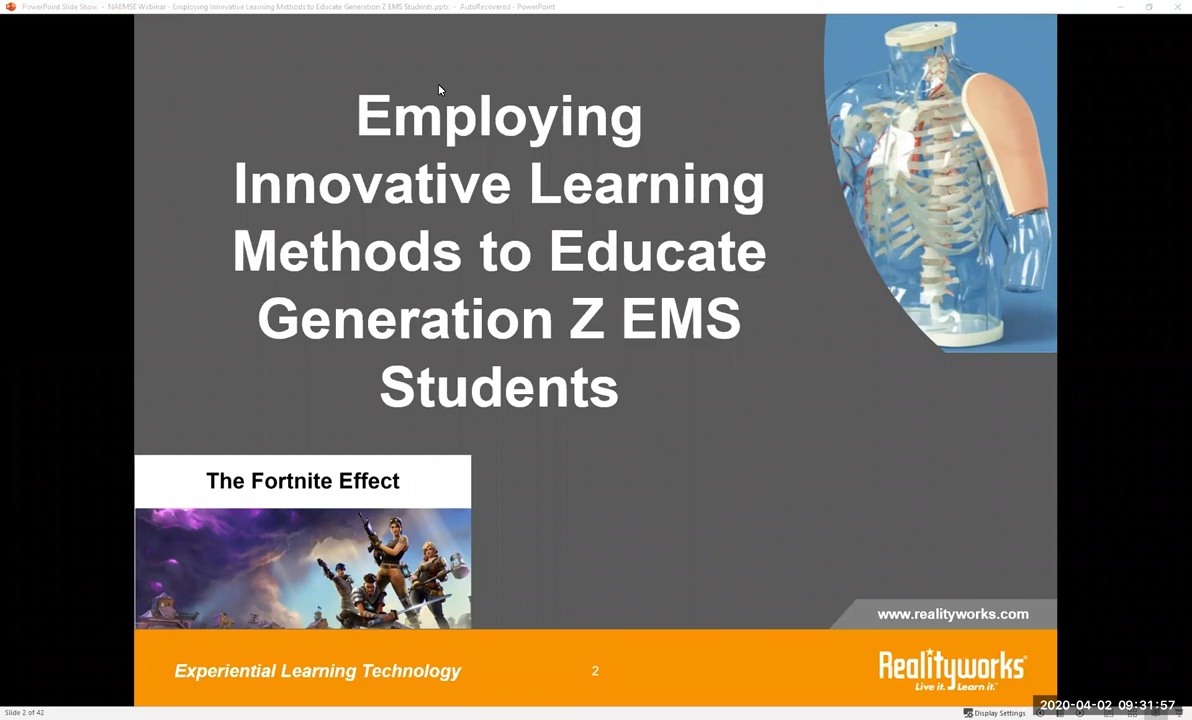 PowerPoint Slide Show - NAEMSE Webinar - Employing Innovative Learning Methods to Educate Generation Z EMS Students.pptx - AutoRecovered - PowerPoint
Employing
Innovative Learning
Methods to Educate
Generation Z EMS
Students
The Fortnite Effect
www.realityworks.com
Experiential Learning Technology
2
Realityworks®
Live it. Learn it.™
2020-04-02 09:31:57
Slide 2 of 42
Display Settings